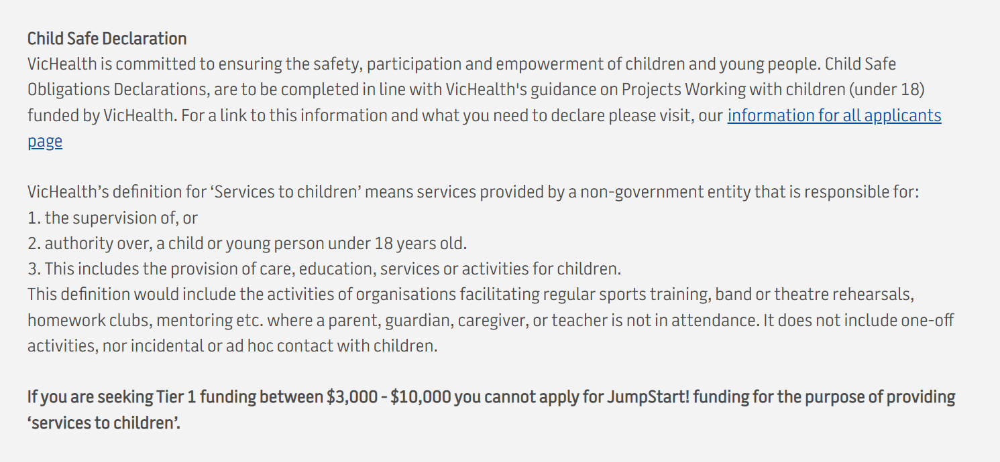 Child Safe Declaration
VicHealth is committed to ensuring the safety, participation and empowerment of children and young people. Child Safe
Obligations Declarations, are to be completed in line with VicHealth's guidance on Projects Working with children (under 18)
funded by VicHealth. For a link to this information and what you need to declare please visit, our information for all applicants
page
VicHealth’s definition for ‘Services to children’ means services provided by a non-government entity that is responsible for:
1. the supervision of, or
2. authority over, a child or young person under 18 years old.
3. This includes the provision of care, education, services or activities for children.
This definition would include the activities of organisations facilitating regular sports training, band or theatre rehearsals,
homework clubs, mentoring etc. where a parent, guardian, caregiver, or teacher is not in attendance. It does not include one-off
activities, nor incidental or ad hoc contact with children.
If you are seeking Tier 1 funding between $3,000 - $10,000 you cannot apply for JumpStart! funding for the purpose of providing
‘services to children’.